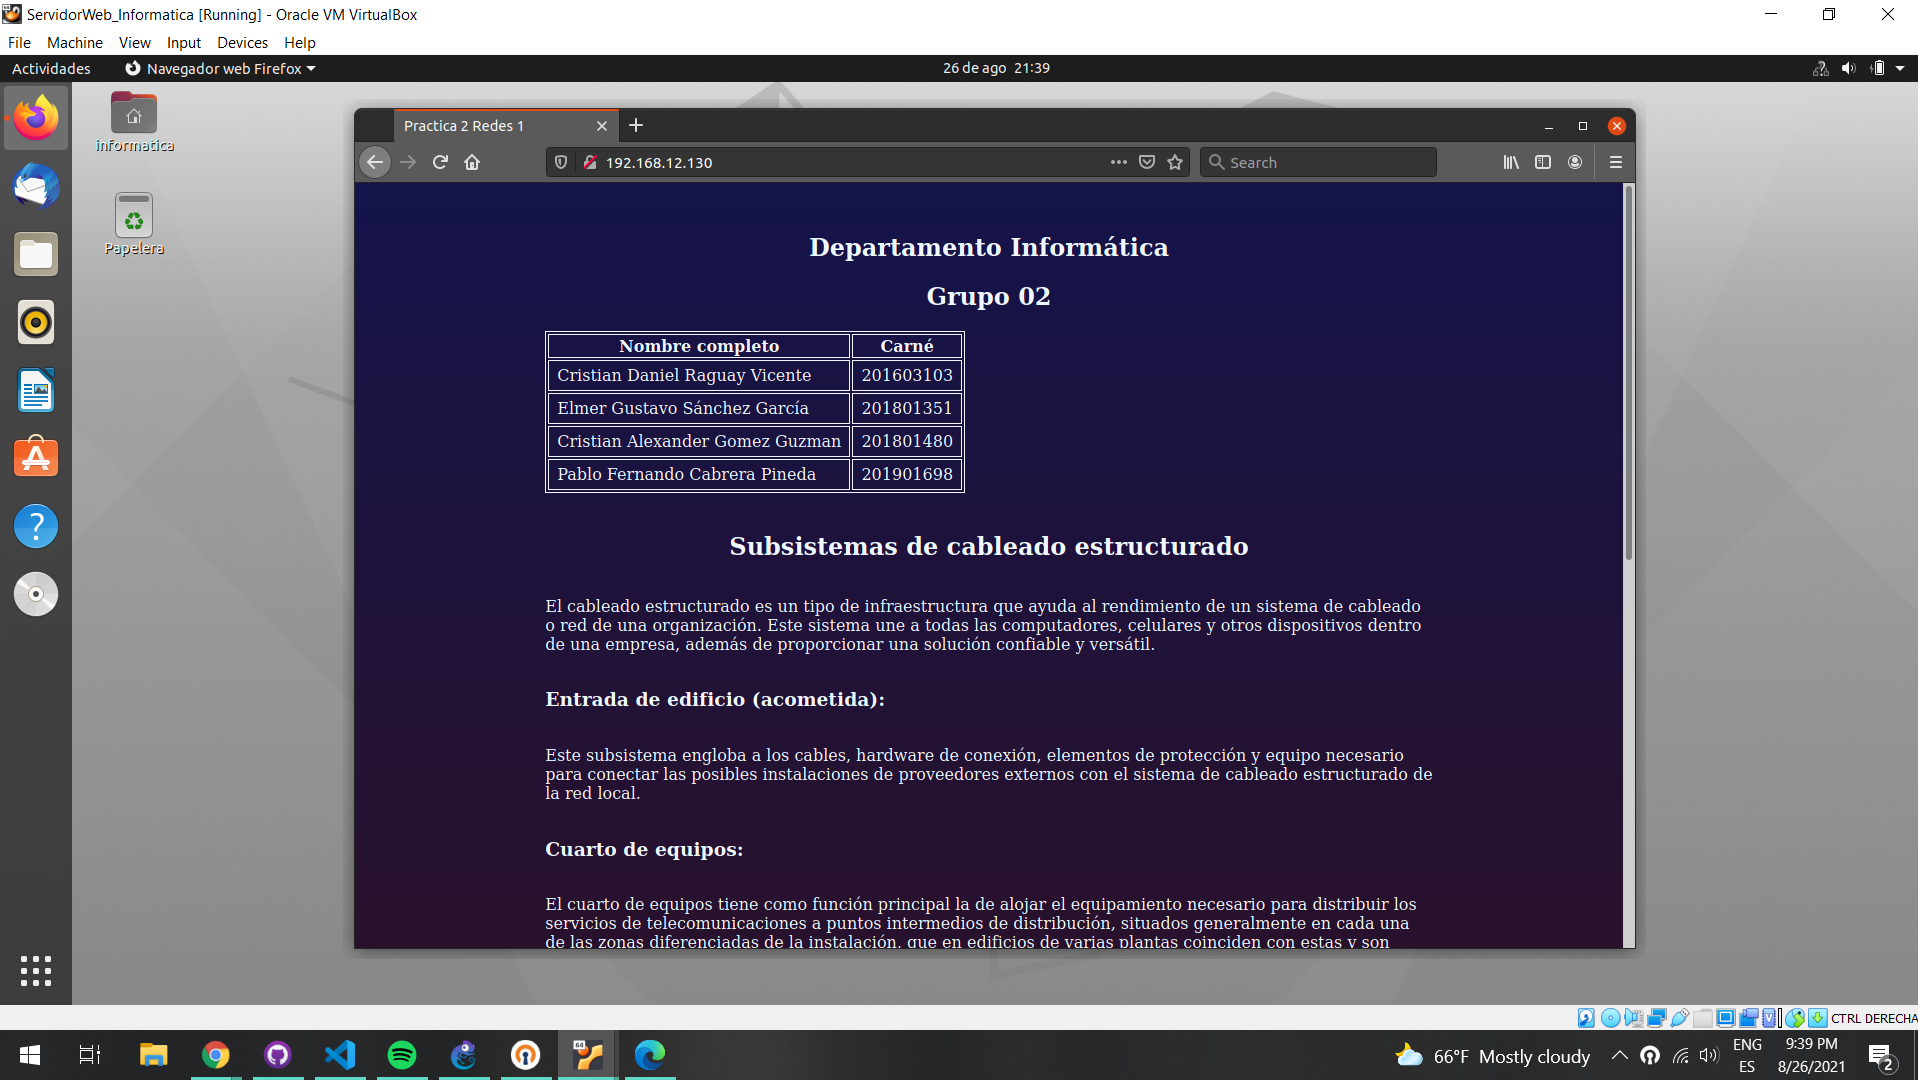 ServidorWeb_Informatica [Running] - Oracle VM VirtualBox
File Machine View Input Devices Help
Actividades Navegador web Firefox 26 de ago 21:39
informatica
Papelera
Practica 2 Redes 1
192.168.12.130 Search
Departamento Informática
Grupo 02
Nombre completo Carné
Cristian Daniel Raguay Vicente 201603103
Elmer Gustavo Sánchez García 201801351
Cristian Alexander Gomez Guzman 201801480
Pablo Fernando Cabrera Pineda 201901698
Subsistemas de cableado estructurado
El cableado estructurado es un tipo de infraestructura que ayuda al rendimiento de un sistema de cableado
o red de una organización. Este sistema une a todas las computadores, celulares y otros dispositivos dentro
de una empresa, además de proporcionar una solución confiable y versátil.
Entrada de edificio (acometida):
Este subsistema engloba a los cables, hardware de conexión, elementos de protección y equipo necesario
para conectar las posibles instalaciones de proveedores externos con el sistema de cableado estructurado de
la red local.
Cuarto de equipos:
El cuarto de equipos tiene como función principal la de alojar el equipamiento necesario para distribuir los
servicios de telecomunicaciones a puntos intermedios de distribución, situados generalmente en cada una
de las zonas diferenciadas de la instalación, que en edificios de varias plantas coinciden con estas y son
CTRL DERECHA
66°F Mostly cloudy
ENG
ES
9:39 PM
8/26/2021
2